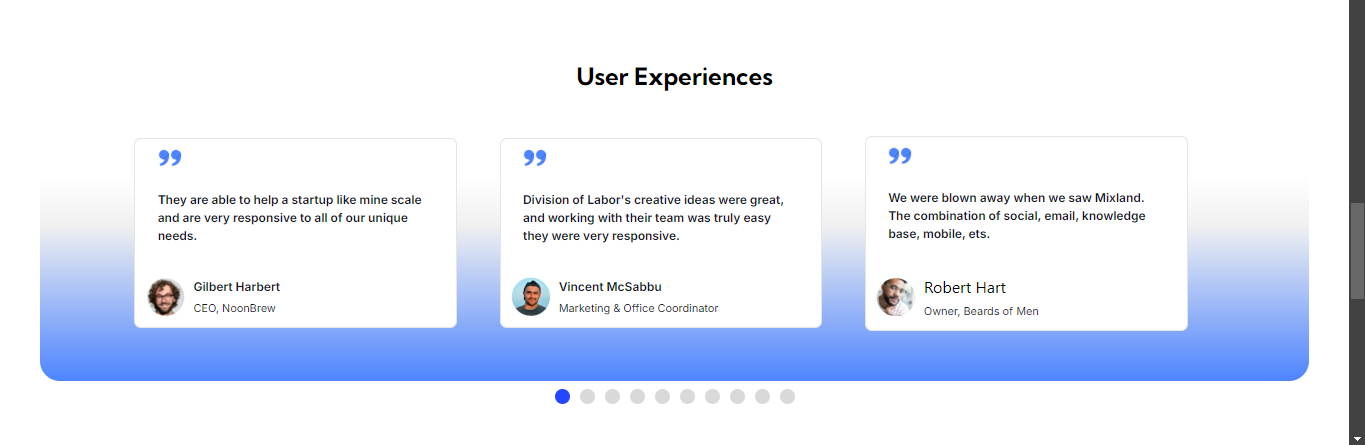 User Experiences
They are able to help a startup like mine scale
and are very responsive to all of our unique
needs.
Gilbert Harbert
CEO, NoonBrew
Division of Labor's creative ideas were great,
and working with their team was truly easy
they were very responsive.
Vincent McSabbu
Marketing & Office Coordinator
We were blown away when we saw Mixland.
The combination of social, email, knowledge
base, mobile, ets.
Robert Hart
Owner, Beards of Men